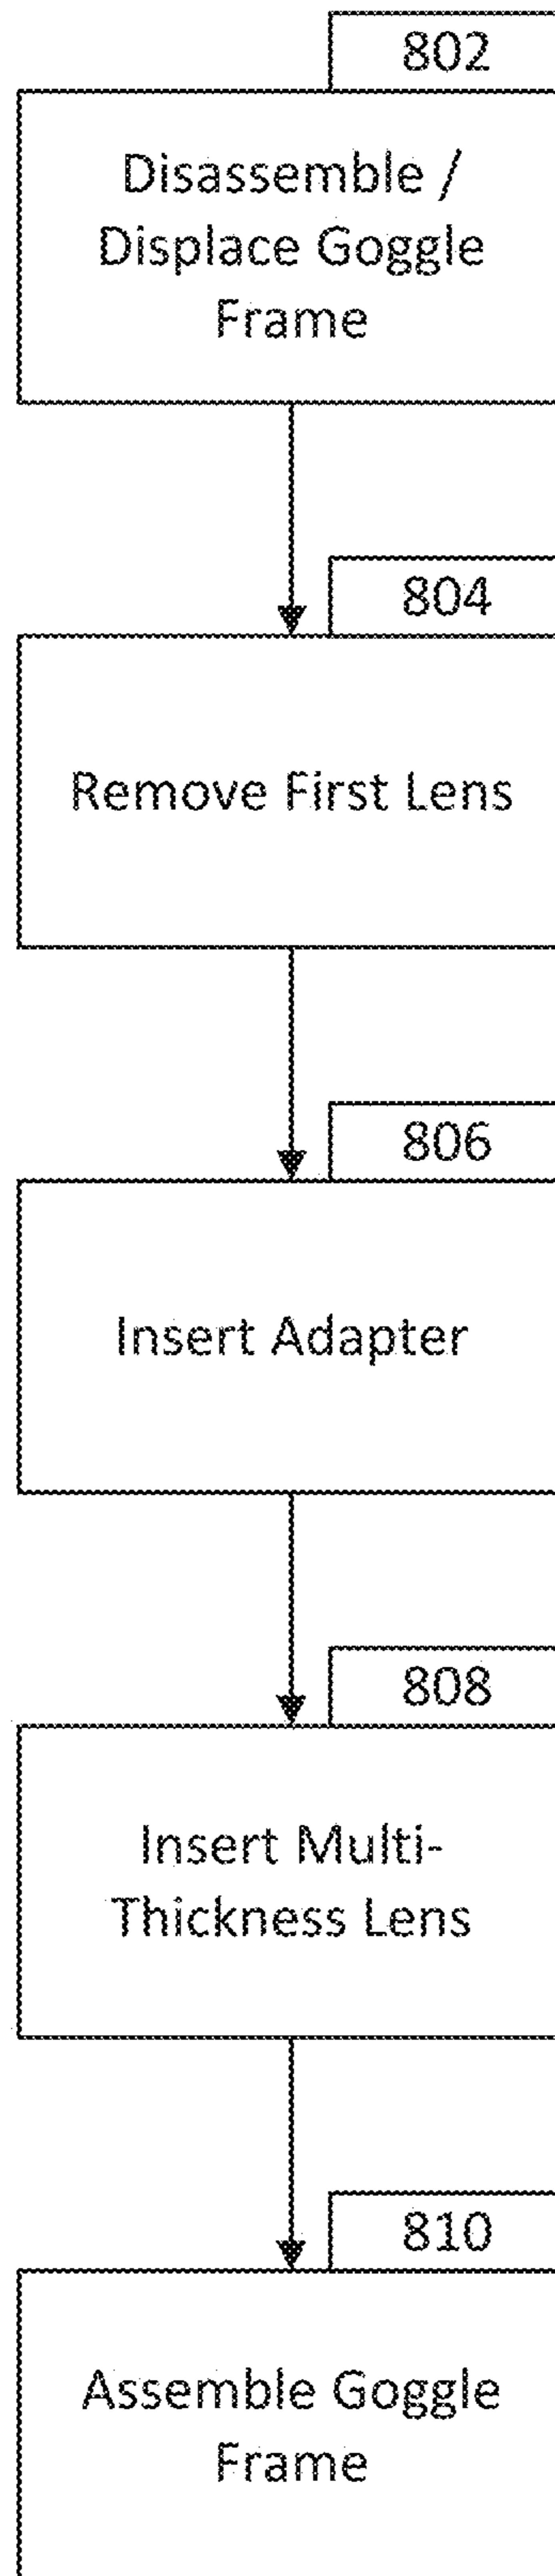 802
Disassemble /
Displace Goggle
Frame
804
Remove First Lens
806
Insert Adapter
808
Insert Multi-
Thickness Lens
810
Assemble Goggle
Frame